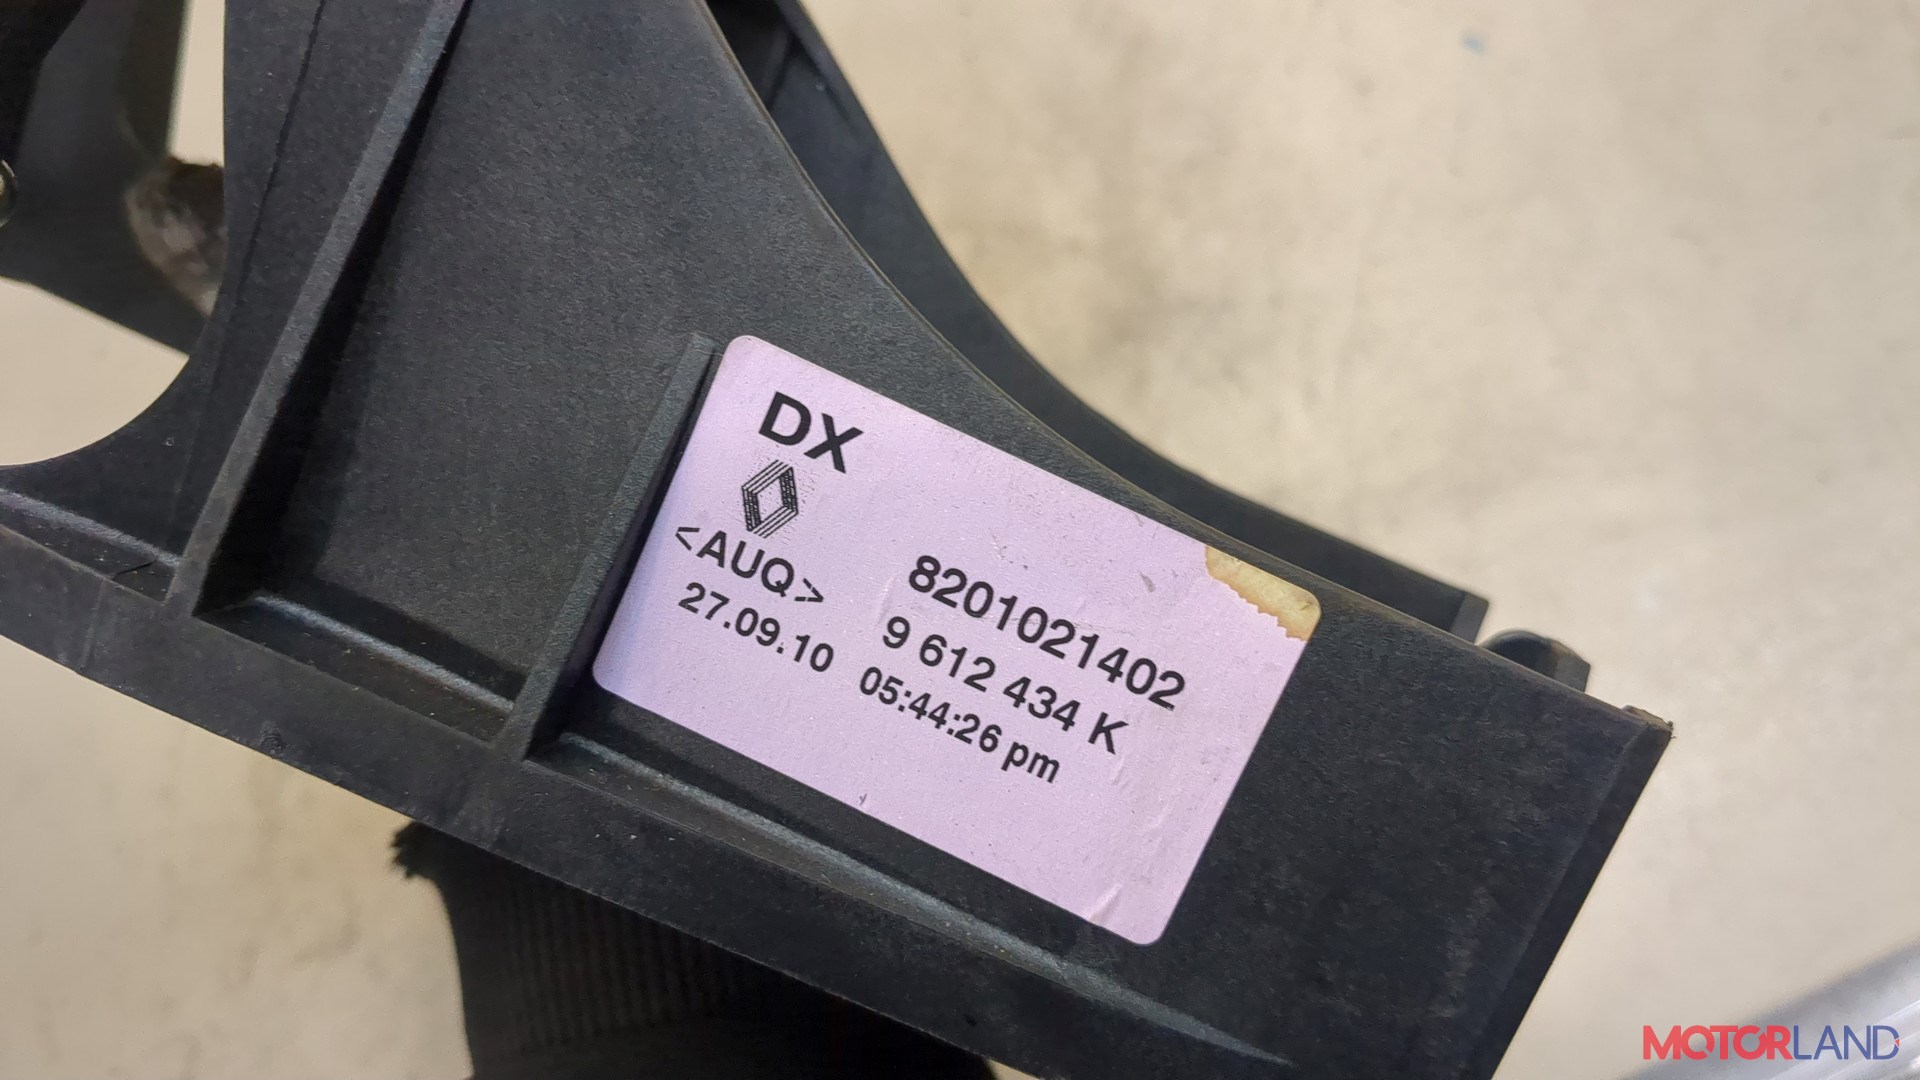 DX
<AUQ> 8201021402
9 612 434 K
27.09.10 05:44:26 pm
MOTORLAND